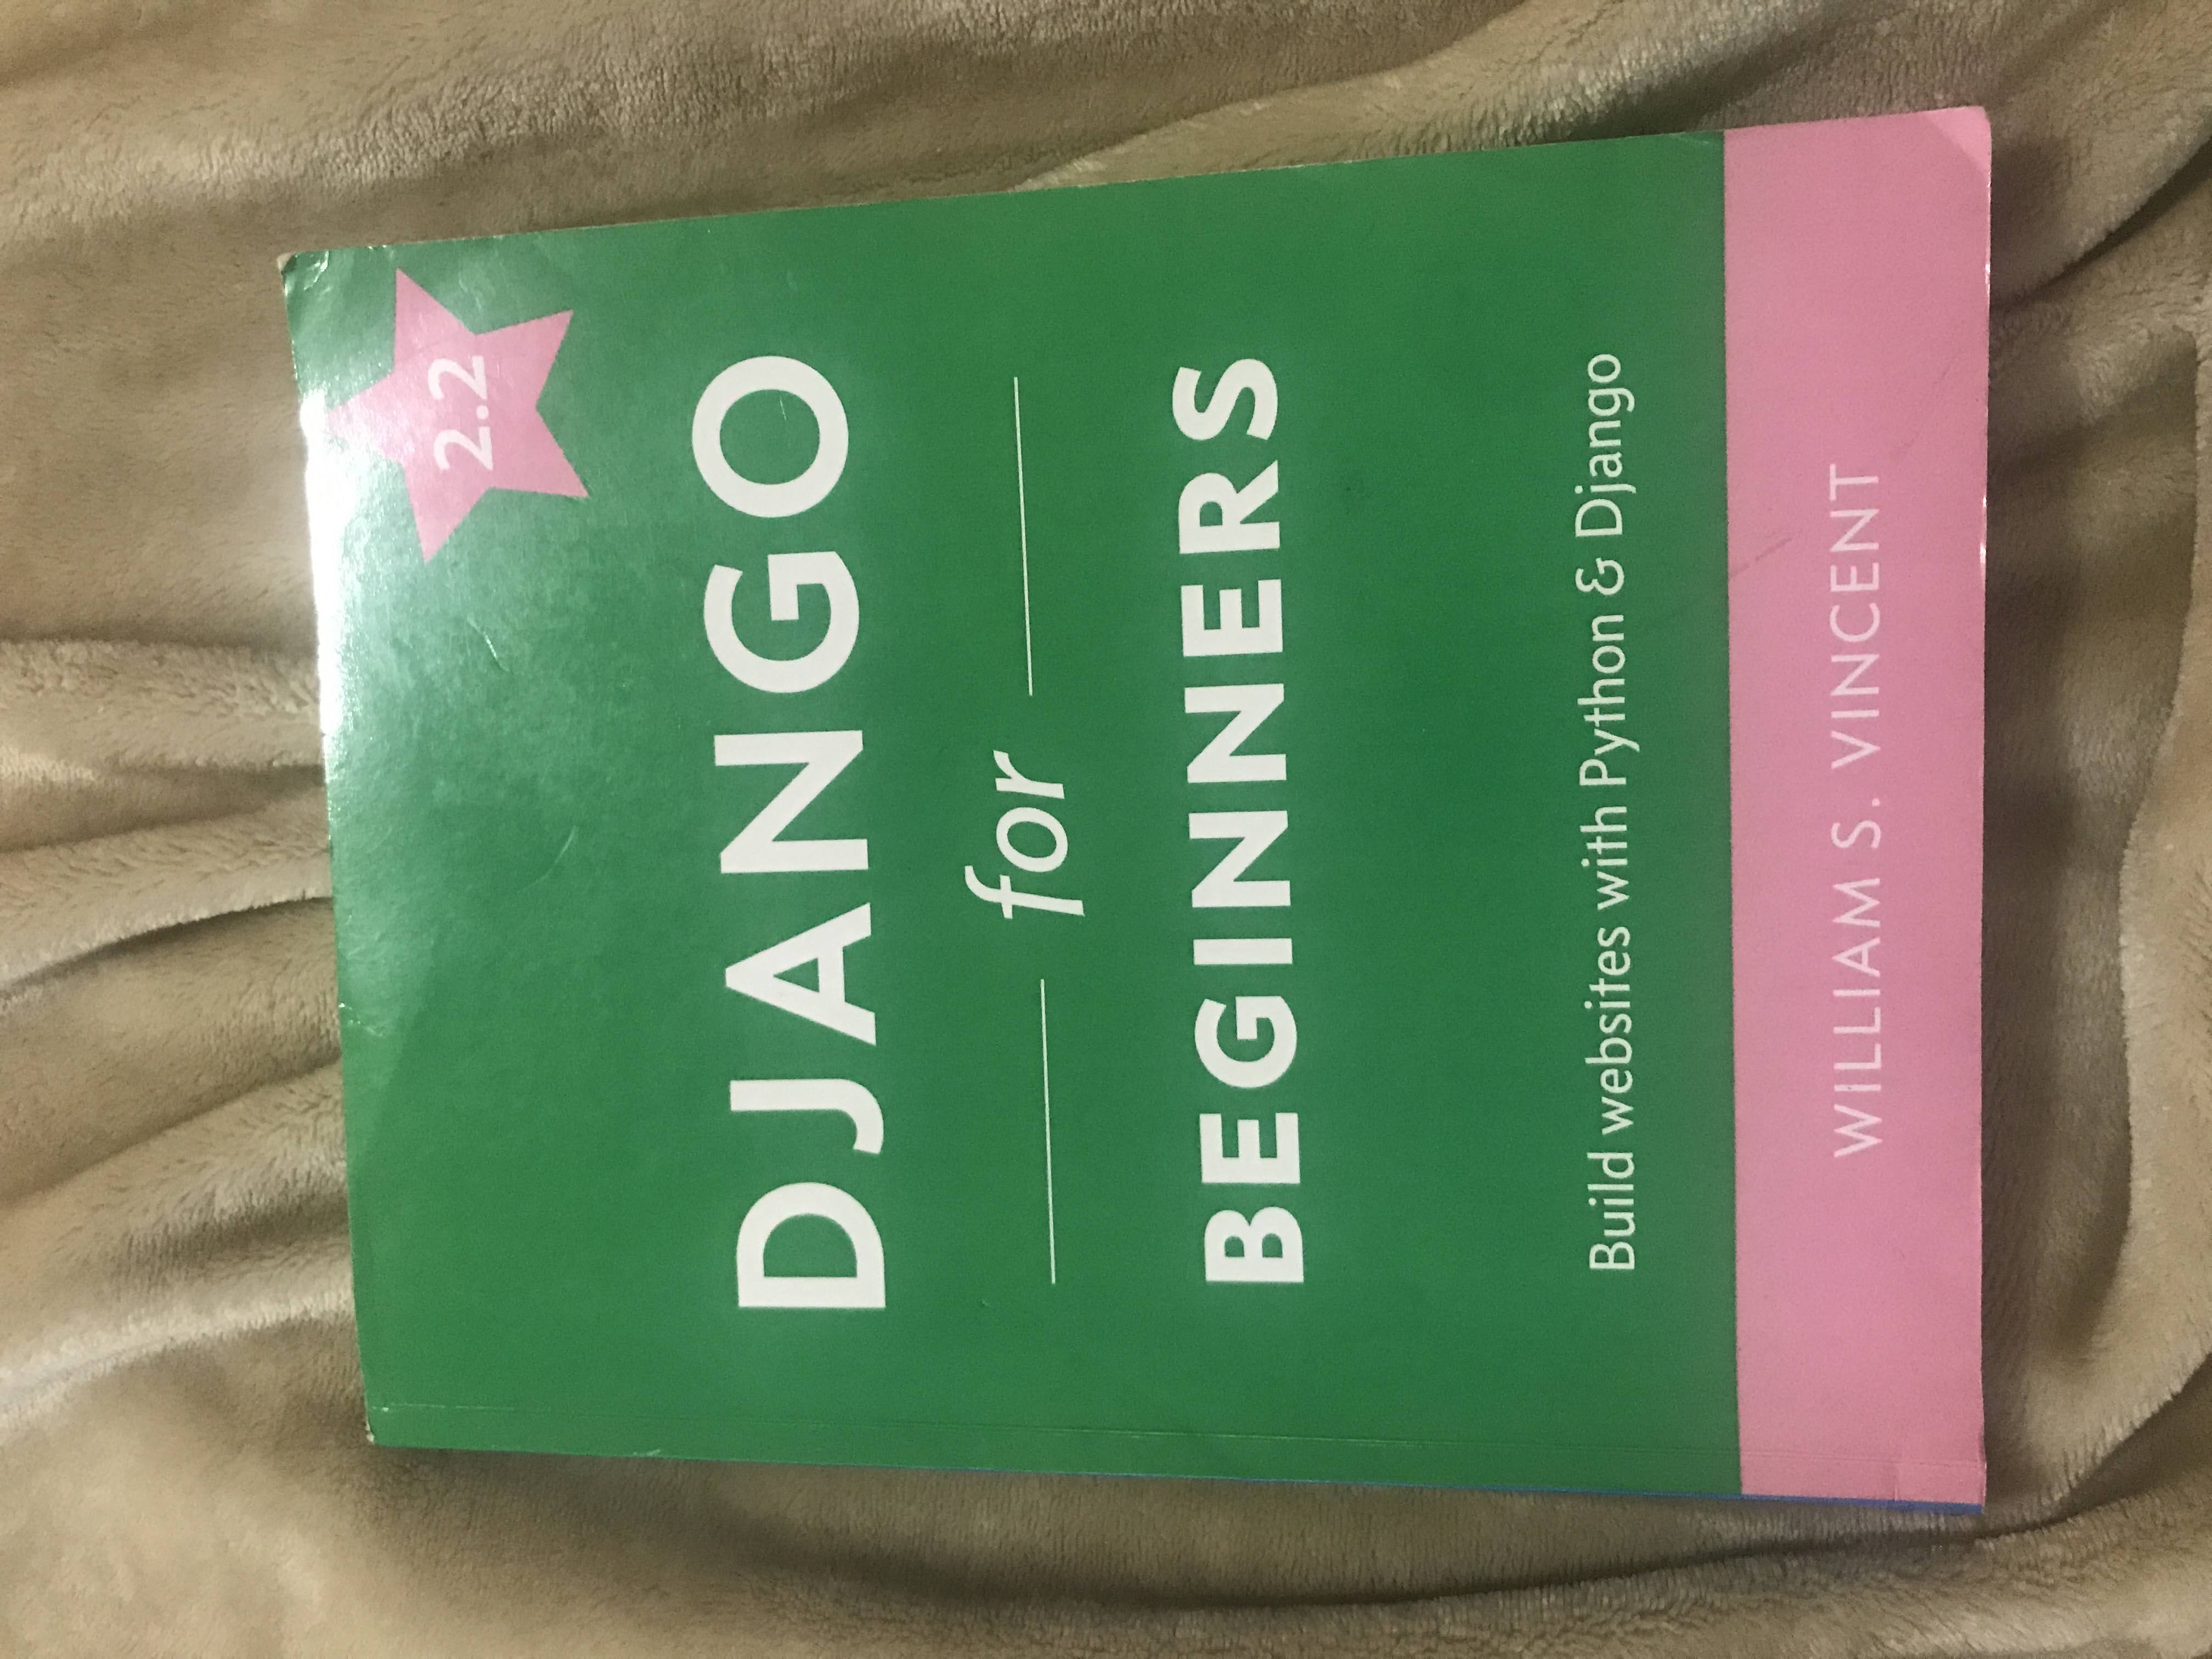 2.2
DJANGO
for
BEGINNERS
Build websites with Python & Django
WILLIAM S. VINCENT